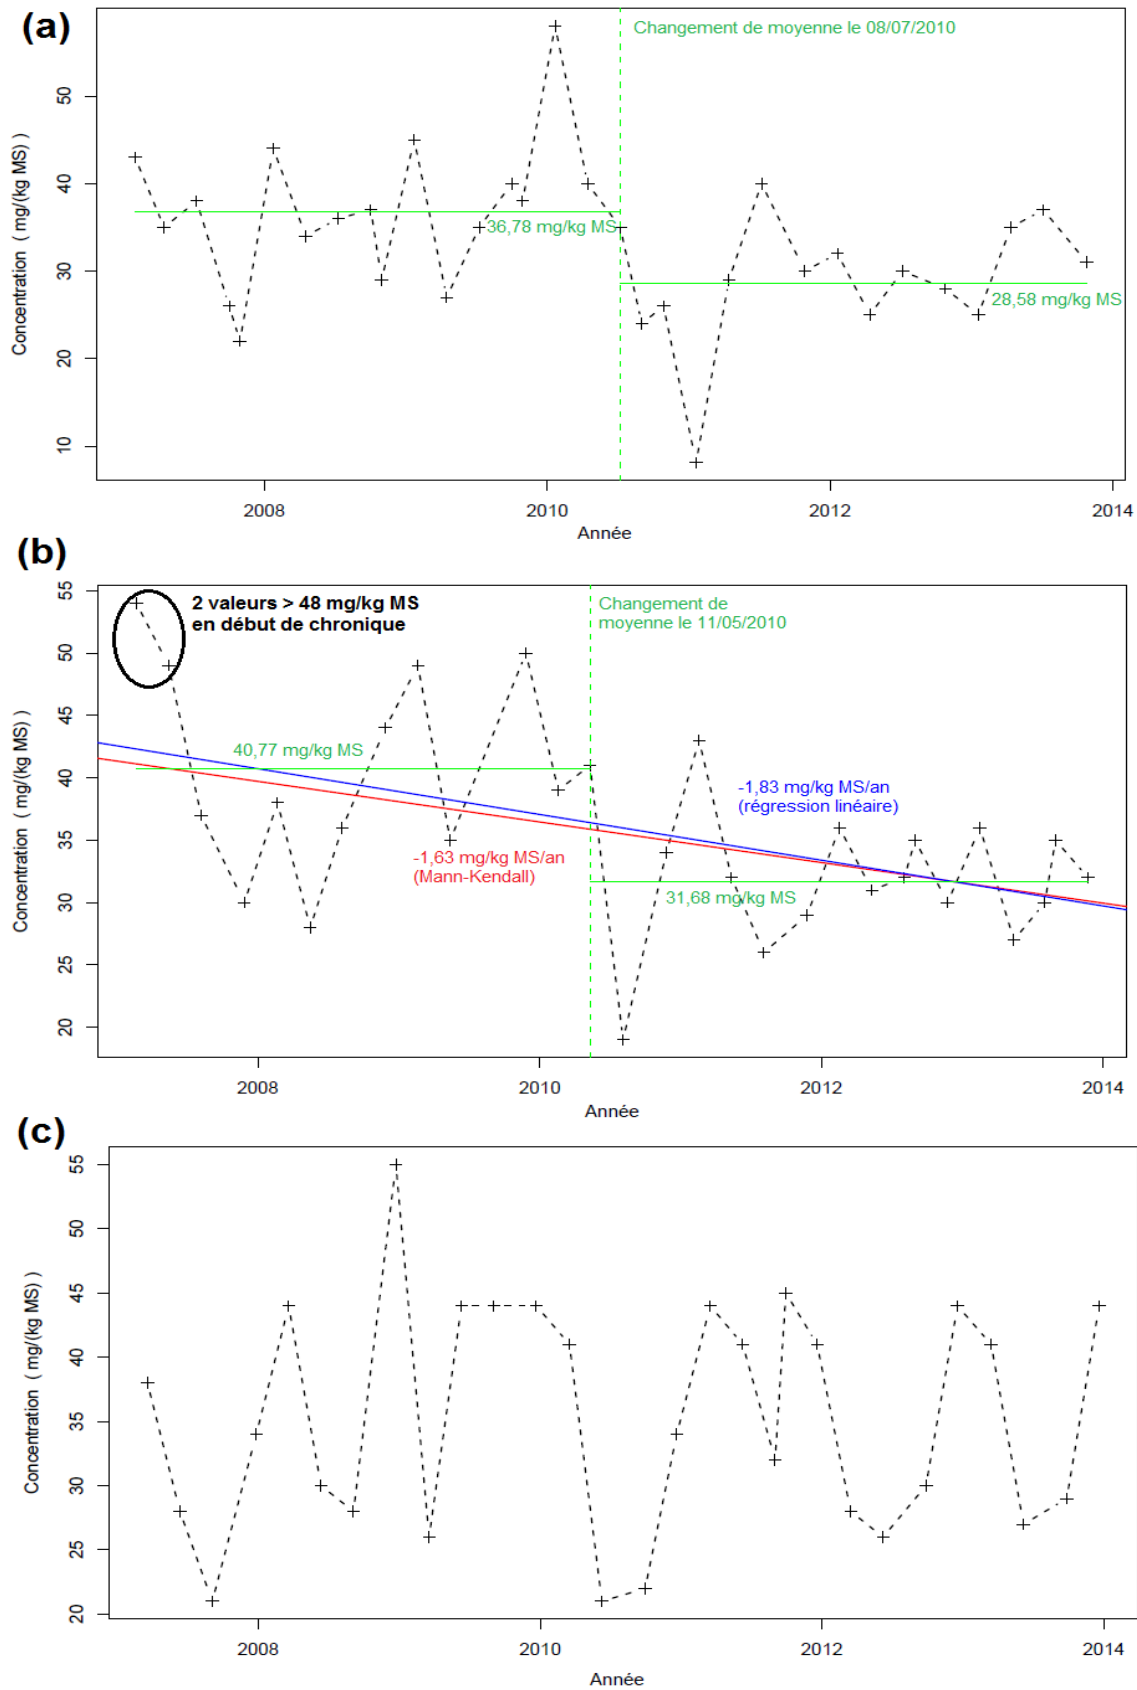 (a)
Changement de moyenne le 08/07/2010
50
40
30
20
10
Concentration ( mg/(kg MS) )
36,78 mg/kg MS
28,58 mg/kg MS
2008
2010
2012
2014
Année
(b)
2 valeurs > 48 mg/kg MS
en début de chronique
Changement de
moyenne le 11/05/2010
55
50
45
40
35
30
25
20
Concentration ( mg/(kg MS) )
40,77 mg/kg MS
-1,83 mg/kg MS/an
(régression linéaire)
-1,63 mg/kg MS/an
(Mann-Kendall)
31,68 mg/kg MS
2008
2010
2012
2014
Année
(c)
55
50
45
40
35
30
25
20
Concentration ( mg/(kg MS) )
2008
2010
2012
2014
Année